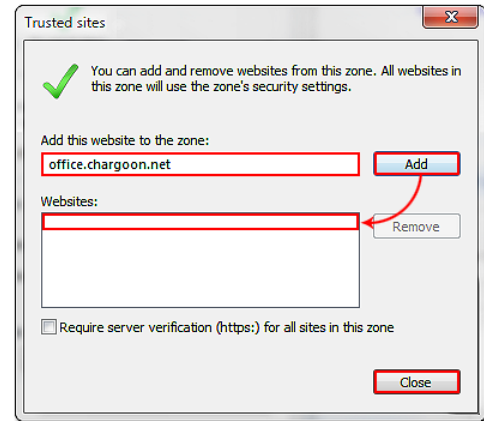 Trusted sites
You can add and remove websites from this zone. All websites in
this zone will use the zone's security settings.
Add this website to the zone:
office.chargoon.net
Add
Websites:
Remove
Require server verification (https:) for all sites in this zone
Close